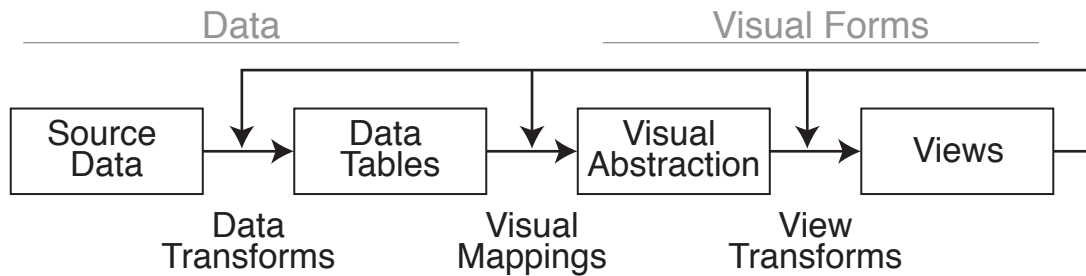 Data
Visual Forms
Source
Data
Data
Tables
Visual
Abstraction
Views
Data
Transforms
Visual
Mappings
View
Transforms